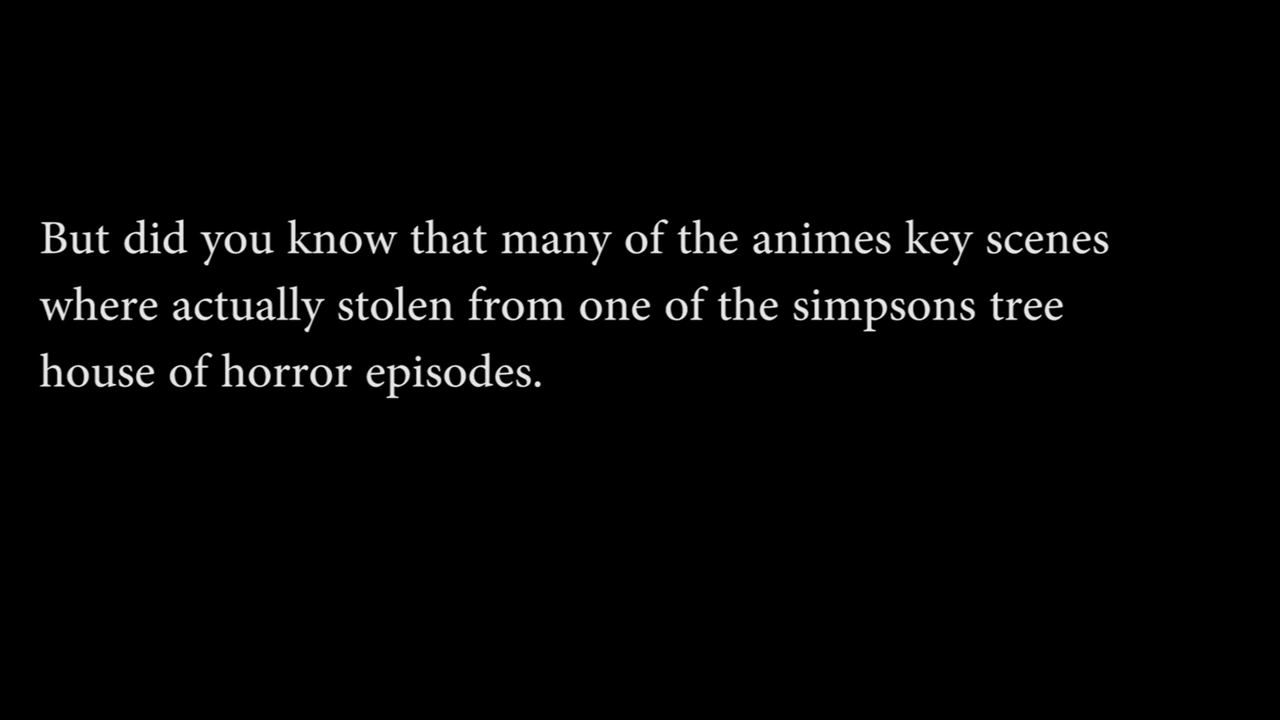 But did you know that many of the animes key scenes
where actually stolen from one of the simpsons tree
house of horror episodes.